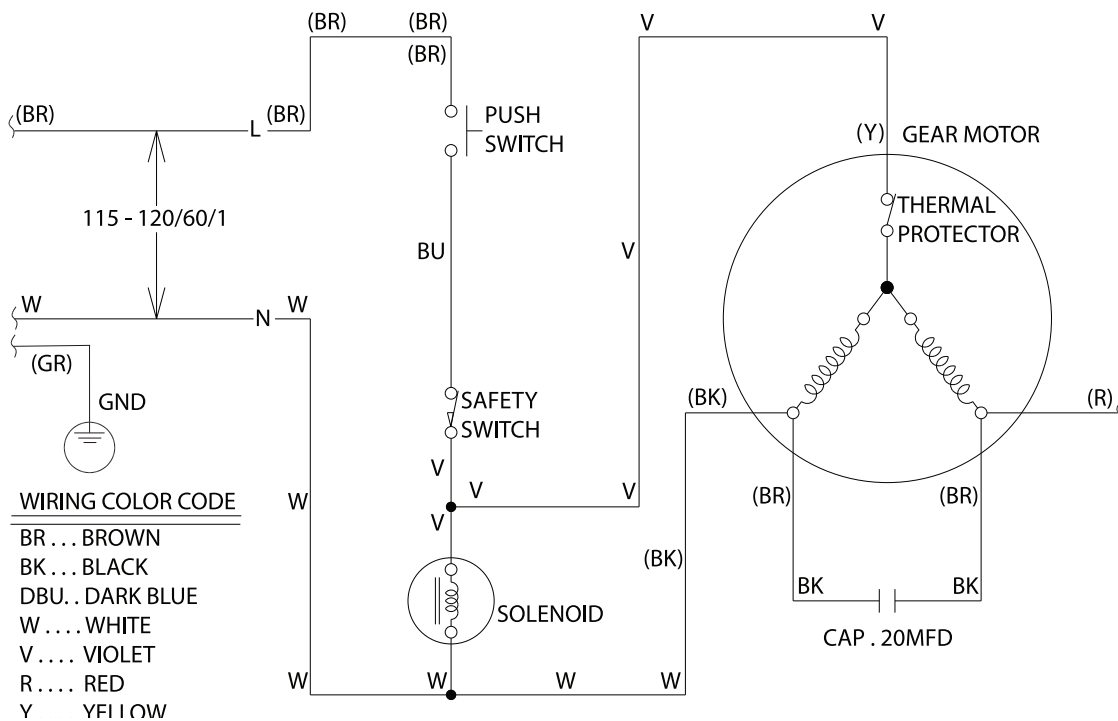 (BR)
(BR)
V
V
(BR)
(BR)
L
(BR)
PUSH
SWITCH
(Y)
GEAR MOTOR
115 - 120/60/1
THERMAL
PROTECTOR
BU
V
W
N
W
(GR)
GND
SAFETY
SWITCH
(BK)
(R)
V
V
V
V
(BR)
(BR)
W
WIRING COLOR CODE
BR . . . BROWN
BK . . . BLACK
DBU . . DARK BLUE
W . . . . WHITE
V . . . . VIOLET
R . . . . RED
Y YELLOW
(BK)
SOLENOID
BK
BK
CAP . 20MFD
W
W
W
W